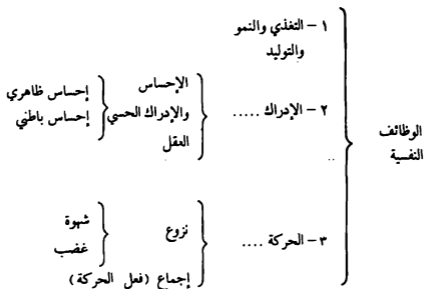 الوظائف
النفسية
١ – التغذي والنمو
والتوليد
٢ – الإدراك .....
الإحساس
والإدراك الحسي
العقل
إحساس ظاهري
إحساس باطني
٣ – الحركة ....
نزوع
إجماع (فعل الحركة)
شهوة
غضب